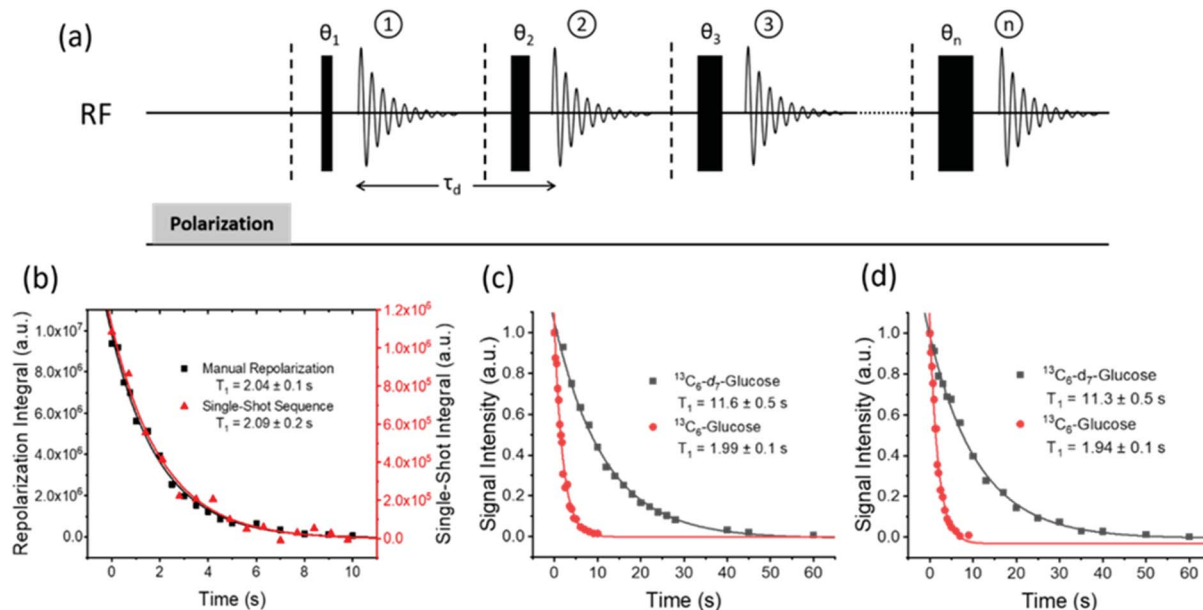 (a)
θ₁ ① θ₂ ② θ₃ ③ θₙ ⓝ
RF
τ_d
Polarization
(b)
Repolarization Integral (a.u.)
1.0x10⁷
8.0x10⁶
6.0x10⁶
4.0x10⁶
2.0x10⁶
0.0
Manual Repolarization
T₁ = 2.04 ± 0.1 s
Single-Shot Sequence
T₁ = 2.09 ± 0.2 s
1.2x10⁶
1.0x10⁶
8.0x10⁵
6.0x10⁵
4.0x10⁵
2.0x10⁵
0.0
Single-Shot Integral (a.u.)
0 2 4 6 8 10
Time (s)
(c)
Signal Intensity (a.u.)
1.0
0.8
0.6
0.4
0.2
0.0
¹³C₆-d₇-Glucose
T₁ = 11.6 ± 0.5 s
¹³C₆-Glucose
T₁ = 1.99 ± 0.1 s
0 10 20 30 40 50 60
Time (s)
(d)
Signal Intensity (a.u.)
1.0
0.8
0.6
0.4
0.2
0.0
¹³C₆-d₇-Glucose
T₁ = 11.3 ± 0.5 s
¹³C₆-Glucose
T₁ = 1.94 ± 0.1 s
0 10 20 30 40 50 60
Time (s)